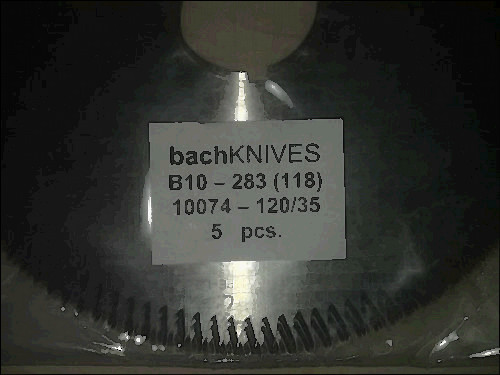 bachKNIVES
B10 – 283 (118)
10074 – 120/35
5 pcs.